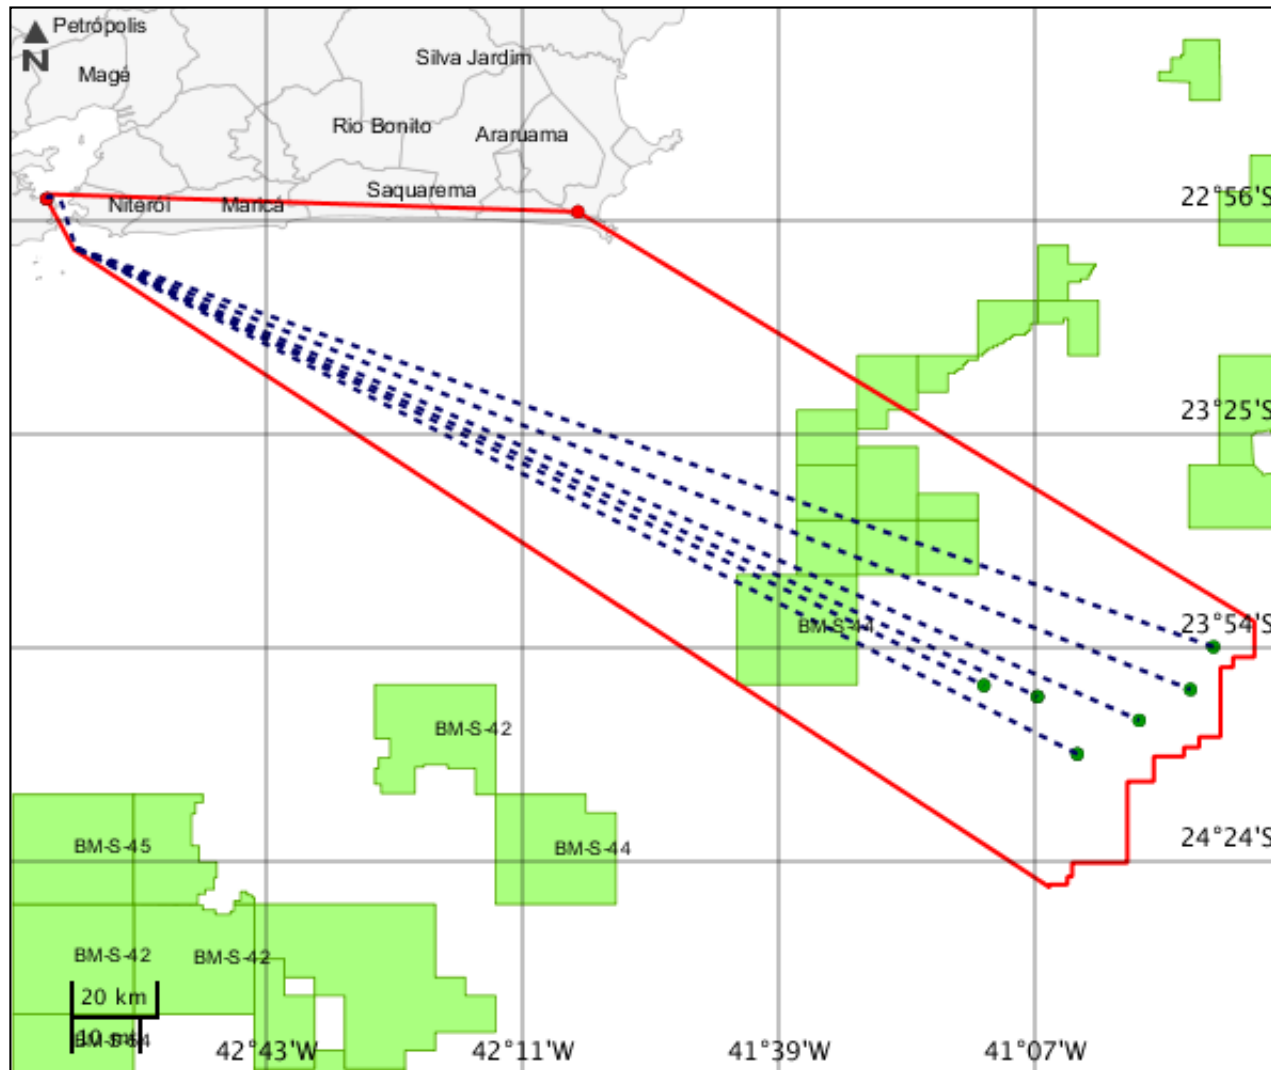 Petrópolis
N
Magé
Silva Jardim
Rio Bonito
Araruama
Saquarema
Niterói
Maricá
22°56'S
23°25'S
23°54'S
BM-S-44
BM-S-42
24°24'S
BM-S-45
BM-S-44
BM-S-42
BM-S-42
20 km
42°43'W
42°11'W
41°39'W
41°07'W